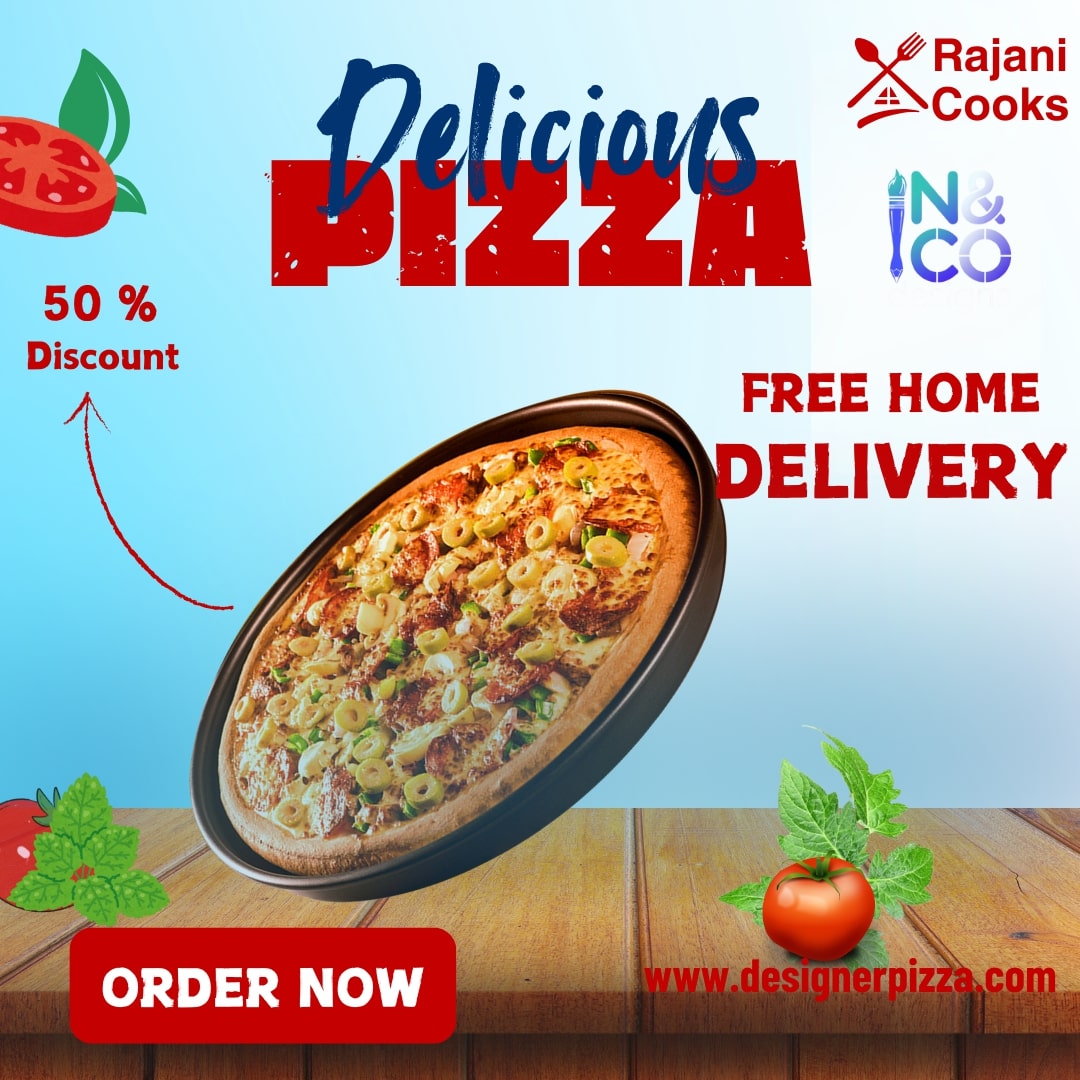 Delicious
PIZZA
Rajani
Cooks
N&
CO
50 %
Discount
FREE HOME
DELIVERY
ORDER NOW
www.designerpizza.com